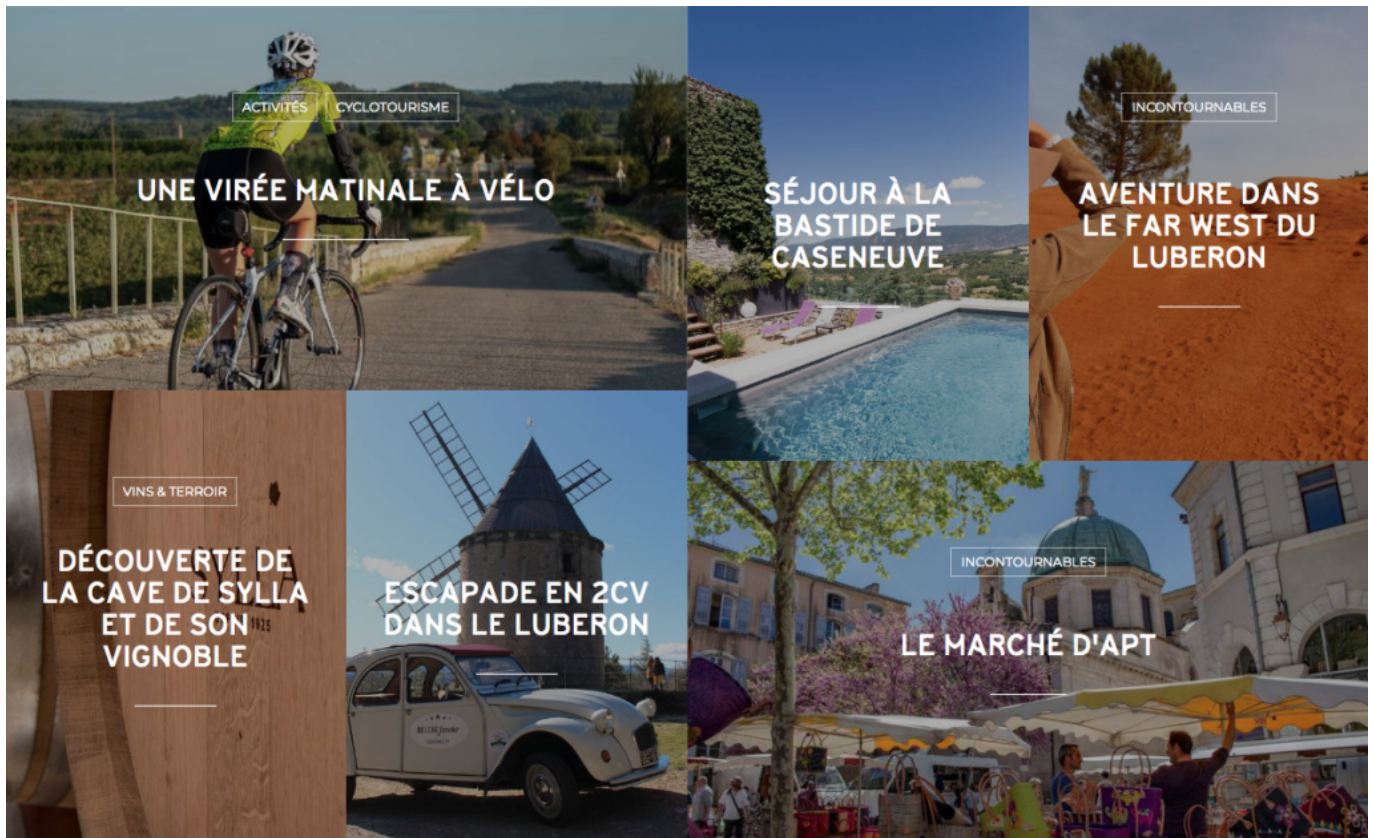 ACTIVITÉS
CYCLOTOURISME
UNE VIRÉE MATINALE À VÉLO
SÉJOUR À LA
BASTIDE DE
CASENEUVE
INCONTOURNABLES
AVENTURE DANS
LE FAR WEST DU
LUBERON
VINS & TERROIR
DÉCOUVERTE DE
LA CAVE DE SYLLA
ET DE SON
VIGNOBLE
SYLLA
1925
ESCAPADE EN 2CV
DANS LE LUBERON
INCONTOURNABLES
LE MARCHÉ D'APT